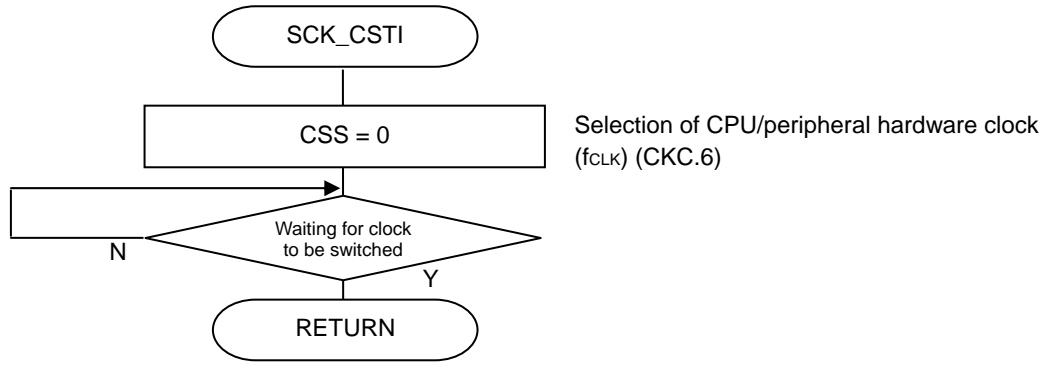 SCK_CSTI
CSS = 0
Selection of CPU/peripheral hardware clock
(fCLK) (CKC.6)
Waiting for clock
to be switched
N
Y
RETURN